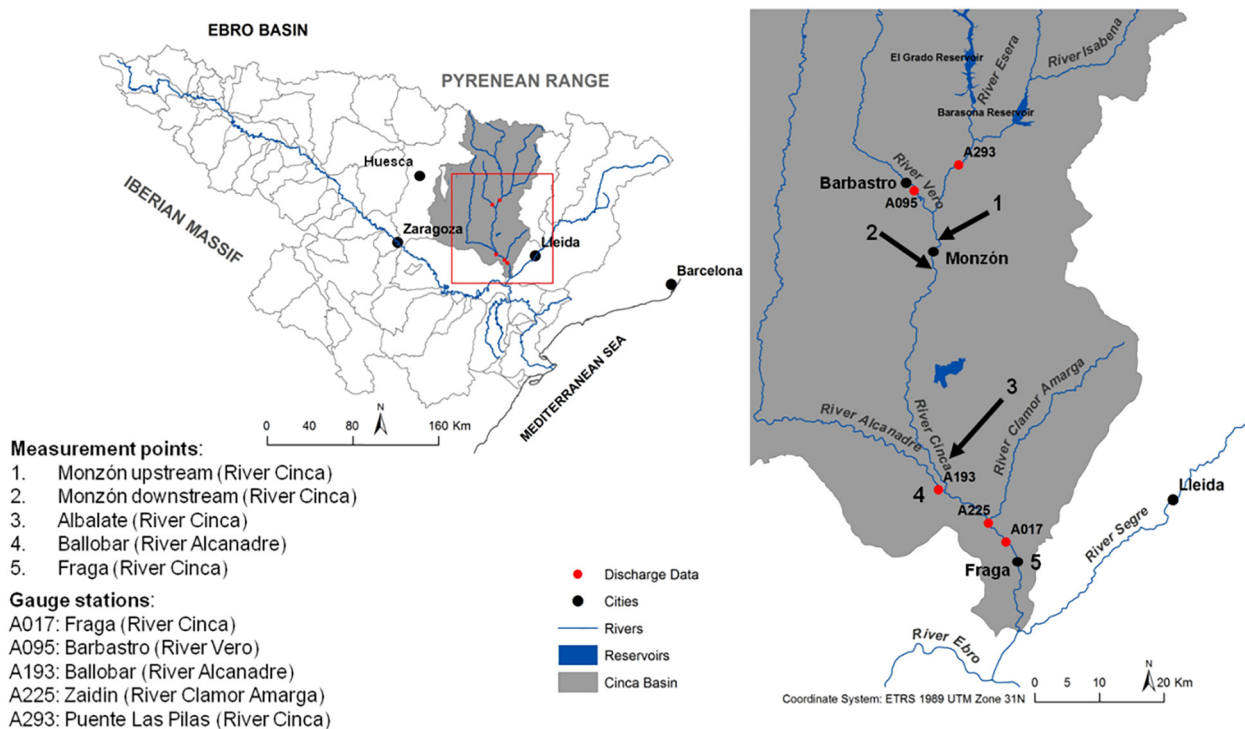 EBRO BASIN
PYRENEAN RANGE
Huesca
IBERIAN MASSIF
Zaragoza
Lleida
Barcelona
MEDITERRANEAN SEA
N
0 40 80 160 Km
Measurement points:
1. Monzón upstream (River Cinca)
2. Monzón downstream (River Cinca)
3. Albalate (River Cinca)
4. Ballobar (River Alcanadre)
5. Fraga (River Cinca)
Gauge stations:
A017: Fraga (River Cinca)
A095: Barbastro (River Vero)
A193: Ballobar (River Alcanadre)
A225: Zaidín (River Clamor Amarga)
A293: Puente Las Pilas (River Cinca)
Discharge Data
Cities
Rivers
Reservoirs
Cinca Basin
El Grado Reservoir
River Esera
River Isabena
Barasona Reservoir
A293
Barbastro
River Vero
A095
1
2
Monzón
3
River Clamor Amarga
River Alcanadre
River Cinca
A193
4
Lleida
A225
A017
River Segre
Fraga
5
River Ebro
N
0 5 10 20 Km
Coordinate System: ETRS 1989 UTM Zone 31N